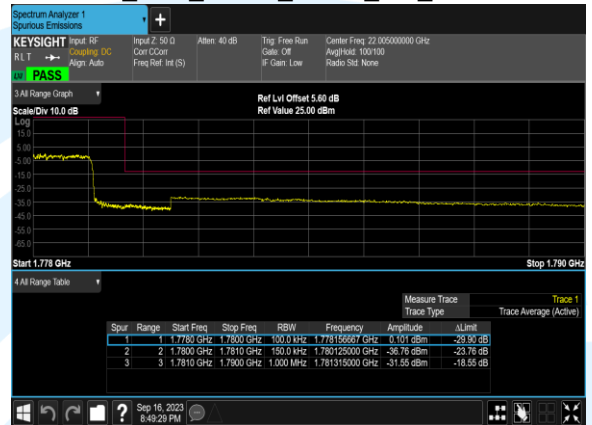 Spectrum Analyzer 1
Spurious Emissions
+
KEYSIGHT Input: RF Input Z: 50 Ω Atten: 40 dB Trig: Free Run Center Freq: 22.005000000 GHz
RLT Coupling: DC Corr CCorr Gate: Off Avg|Hold: 100/100
Align: Auto Freq Ref: Int (S) IF Gain: Low Radio Std: None
PASS
3 All Range Graph
Ref Lvl Offset 5.60 dB
Scale/Div 10.0 dB Ref Value 25.00 dBm
Log
15.0
5.00
-5.00
-15.0
-25.0
-35.0
-45.0
-55.0
-65.0
Start 1.778 GHz Stop 1.790 GHz
4 All Range Table
Measure Trace Trace 1
Trace Type Trace Average (Active)
Spur Range Start Freq Stop Freq RBW Frequency Amplitude ΔLimit
1 1 1.7780 GHz 1.7800 GHz 100.0 kHz 1.778156667 GHz 0.101 dBm -29.90 dB
2 2 1.7800 GHz 1.7810 GHz 150.0 kHz 1.780125000 GHz -36.76 dBm -23.76 dB
3 3 1.7810 GHz 1.7900 GHz 1.000 MHz 1.781315000 GHz -31.55 dBm -18.55 dB
? Sep 16, 2023
8:49:29 PM